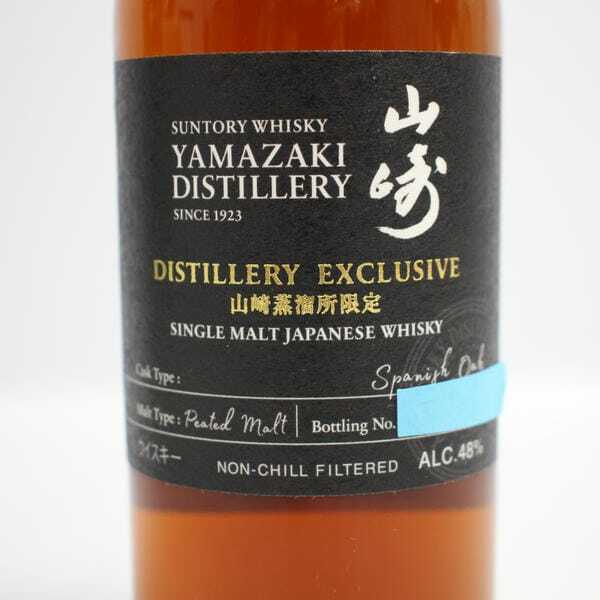 SUNTORY WHISKY
YAMAZAKI
DISTILLERY
SINCE 1923
山崎
DISTILLERY EXCLUSIVE
山崎蒸溜所限定
SINGLE MALT JAPANESE WHISKY
Cask Type : Spanish Oak
Malt Type : Peated Malt Bottling No.
ウイスキー NON-CHILL FILTERED ALC.48%